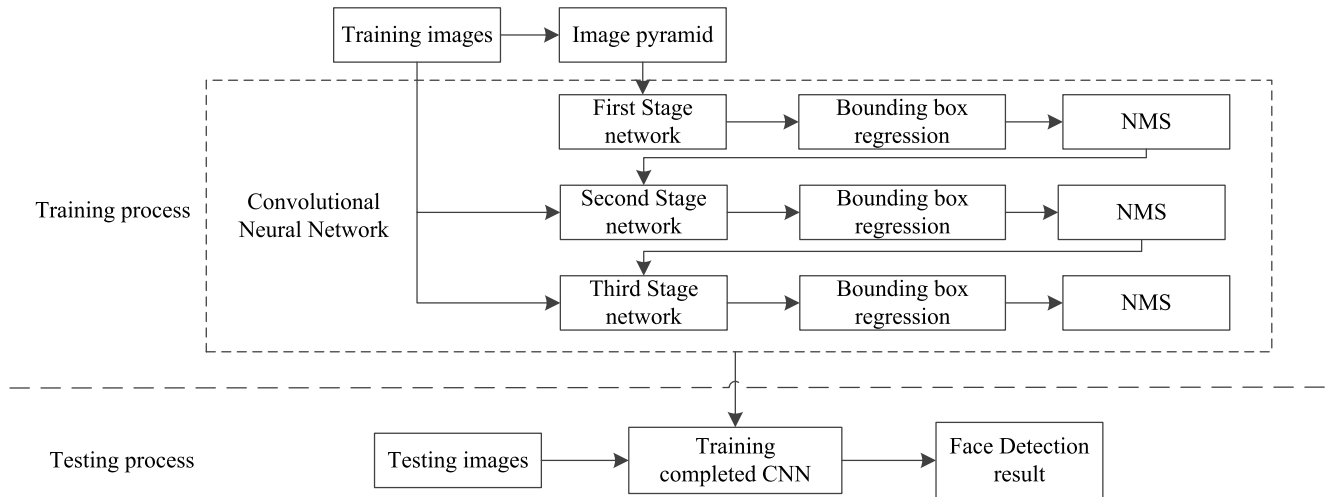 Training images
Image pyramid
First Stage
network
Bounding box
regression
NMS
Training process
Convolutional
Neural Network
Second Stage
network
Bounding box
regression
NMS
Third Stage
network
Bounding box
regression
NMS
Testing process
Testing images
Training
completed CNN
Face Detection
result